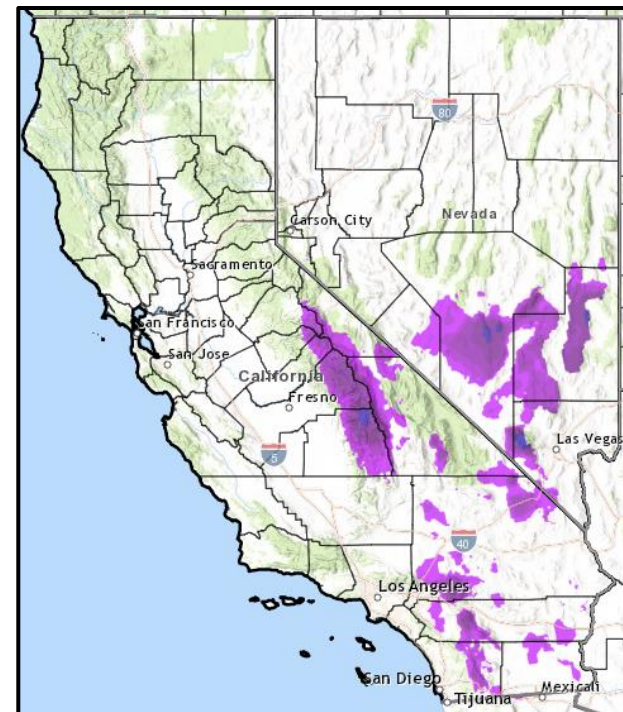 80
Nevada
Carson City
Sacramento
San Francisco
San Jose
California
Fresno
5
Las Vegas
40
Los Angeles
San Diego
Tijuana
Mexicali